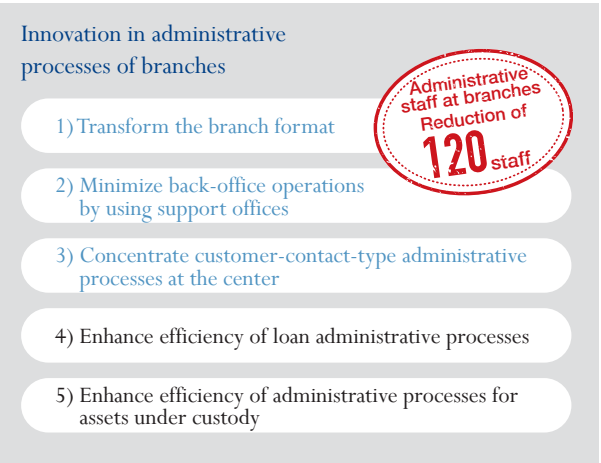 Innovation in administrative
processes of branches
Administrative
staff at branches
Reduction of
120 staff
1) Transform the branch format
2) Minimize back-office operations
by using support offices
3) Concentrate customer-contact-type administrative
processes at the center
4) Enhance efficiency of loan administrative processes
5) Enhance efficiency of administrative processes for
assets under custody